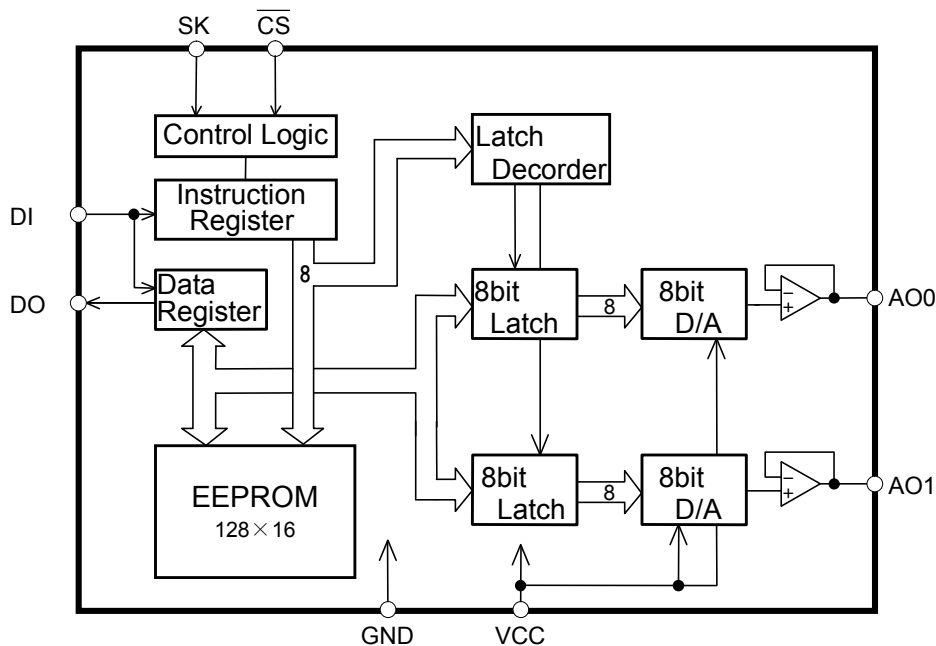 SK
C̅S̅
Control Logic
Instruction
Register
DI
DO
Data
Register
8
Latch
Decorder
8bit
Latch
8
8bit
D/A
−
+
AO0
EEPROM
128×16
8bit
Latch
8
8bit
D/A
−
+
AO1
GND
VCC